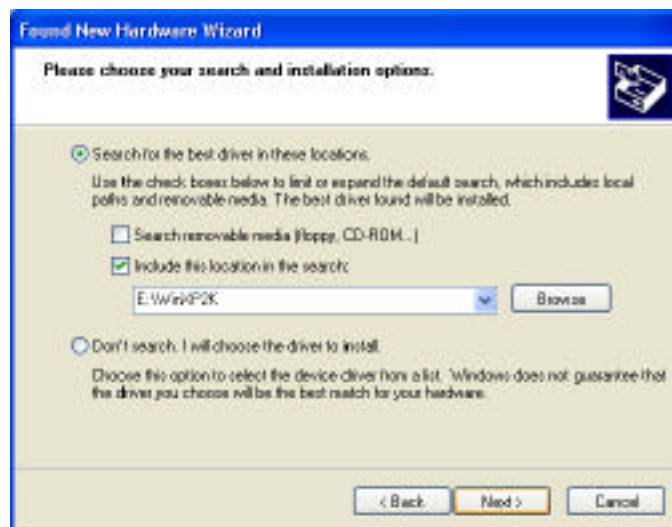 Found New Hardware Wizard
Please choose your search and installation options.
Search for the best driver in these locations.
Use the check boxes below to limit or expand the default search, which includes local
paths and removable media. The best driver found will be installed.
Search removable media (floppy, CD-ROM...)
Include this location in the search:
E:\WinXP2K
Browse
Don't search. I will choose the driver to install.
Choose this option to select the device driver from a list. Windows does not guarantee that
the driver you choose will be the best match for your hardware.
< Back
Next >
Cancel